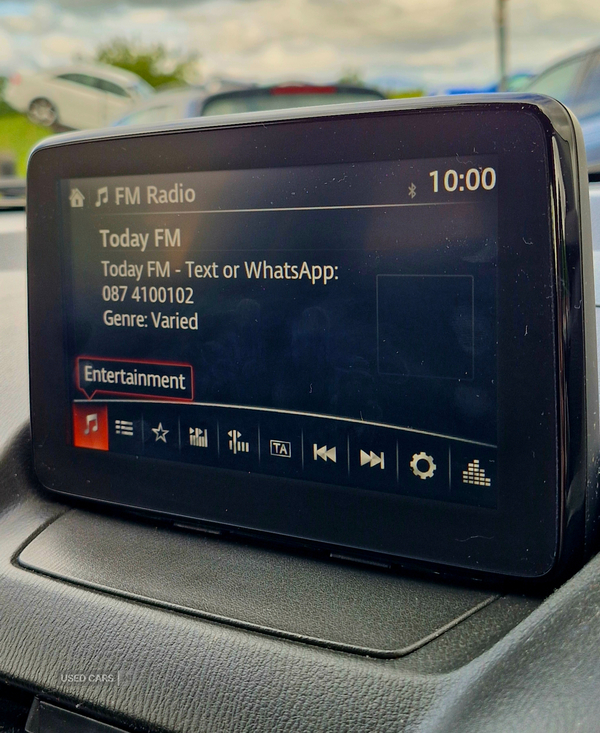 FM Radio
10:00
Today FM
Today FM - Text or WhatsApp:
087 4100102
Genre: Varied
Entertainment
TA
USED CARS